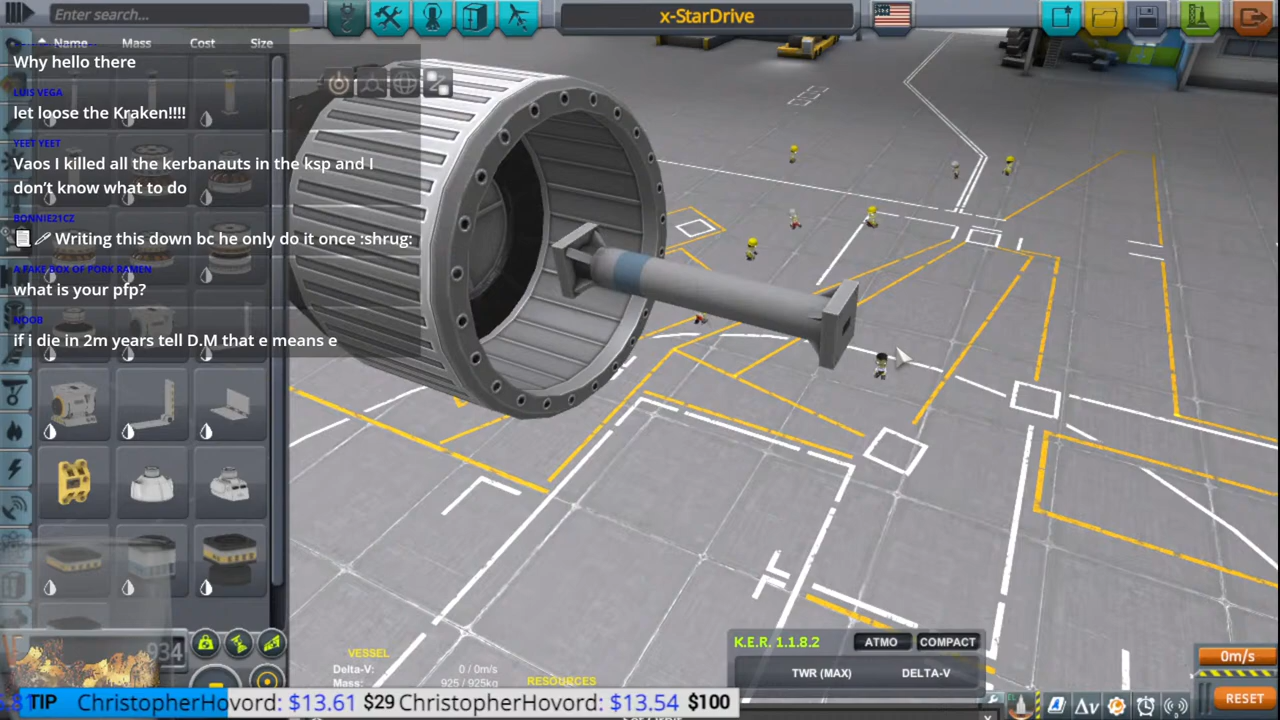 Enter search...
x-StarDrive
Name Mass Cost Size
Why hello there
LUIS VEGA
let loose the Kraken!!!!
YEET YEET
Vaos I killed all the kerbanauts in the ksp and I
don't know what to do
BONNIE21CZ
📋🖊 Writing this down bc he only do it once :shrug:
A FAKE BOX OF PORK RAMEN
what is your pfp?
NOOB
if i die in 2m years tell D.M that e means e
K.E.R. 1.1.8.2 ATMO COMPACT
TWR (MAX) DELTA-V
VESSEL
Delta-V: 0 / 0m/s
Mass: 925 / 925kg
RESOURCES
934
0m/s
RESET
Δv
TIP ChristopherHovord: $13.61 $29 ChristopherHovord: $13.54 $100